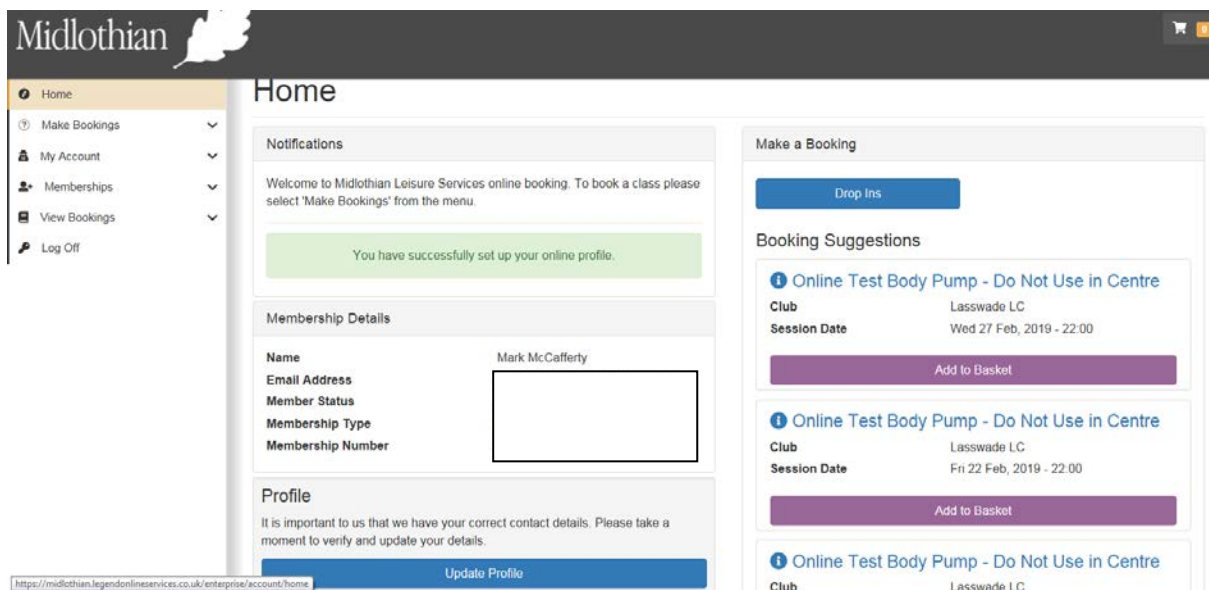 Midlothian
0
Home
Make Bookings
My Account
Memberships
View Bookings
Log Off
Home
Notifications
Welcome to Midlothian Leisure Services online booking. To book a class please
select 'Make Bookings' from the menu.
You have successfully set up your online profile.
Membership Details
Name Mark McCafferty
Email Address
Member Status
Membership Type
Membership Number
Profile
It is important to us that we have your correct contact details. Please take a
moment to verify and update your details.
Update Profile
Make a Booking
Drop Ins
Booking Suggestions
Online Test Body Pump - Do Not Use in Centre
Club Lasswade LC
Session Date Wed 27 Feb, 2019 - 22:00
Add to Basket
Online Test Body Pump - Do Not Use in Centre
Club Lasswade LC
Session Date Fri 22 Feb, 2019 - 22:00
Add to Basket
Online Test Body Pump - Do Not Use in Centre
Club Lasswade LC
https://midlothian.legendonlineservices.co.uk/enterprise/account/home